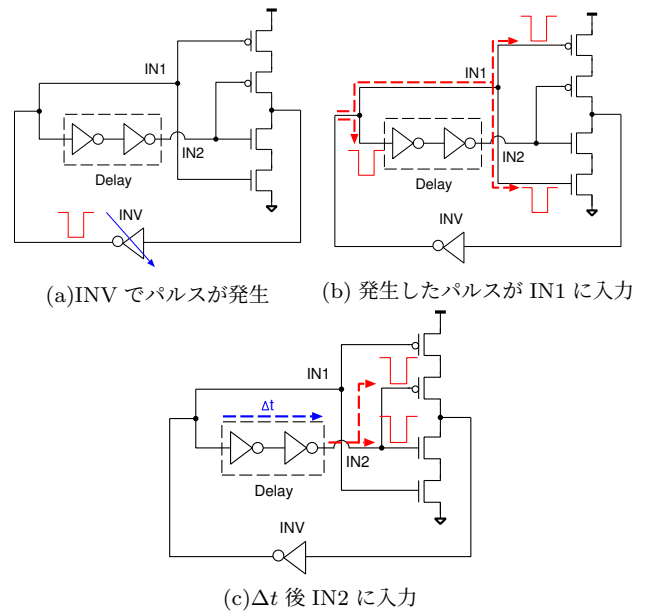 IN1
IN2
Delay
INV
(a)INV でパルスが発生
IN1
IN2
Delay
INV
(b) 発生したパルスが IN1 に入力
IN1
Δt
IN2
Delay
INV
(c)Δt 後 IN2 に入力